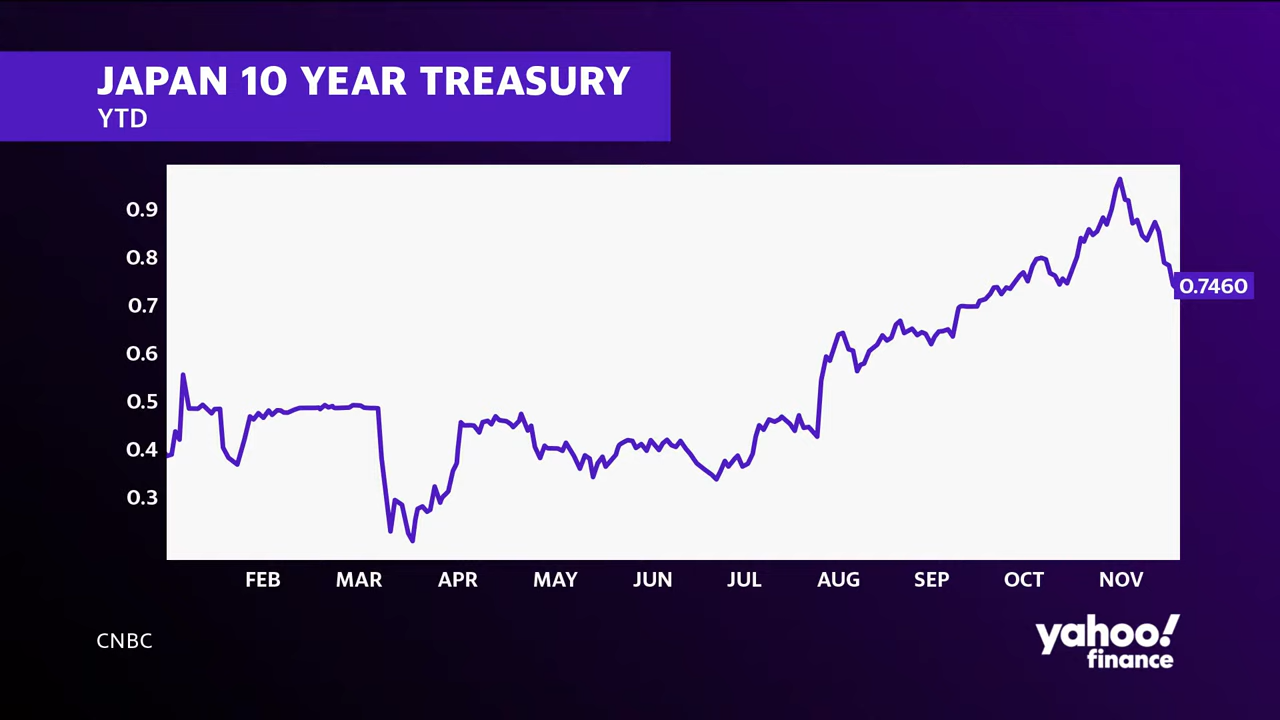 JAPAN 10 YEAR TREASURY
YTD
0.9
0.8
0.7
0.6
0.5
0.4
0.3
0.7460
FEB MAR APR MAY JUN JUL AUG SEP OCT NOV
CNBC
yahoo!
finance